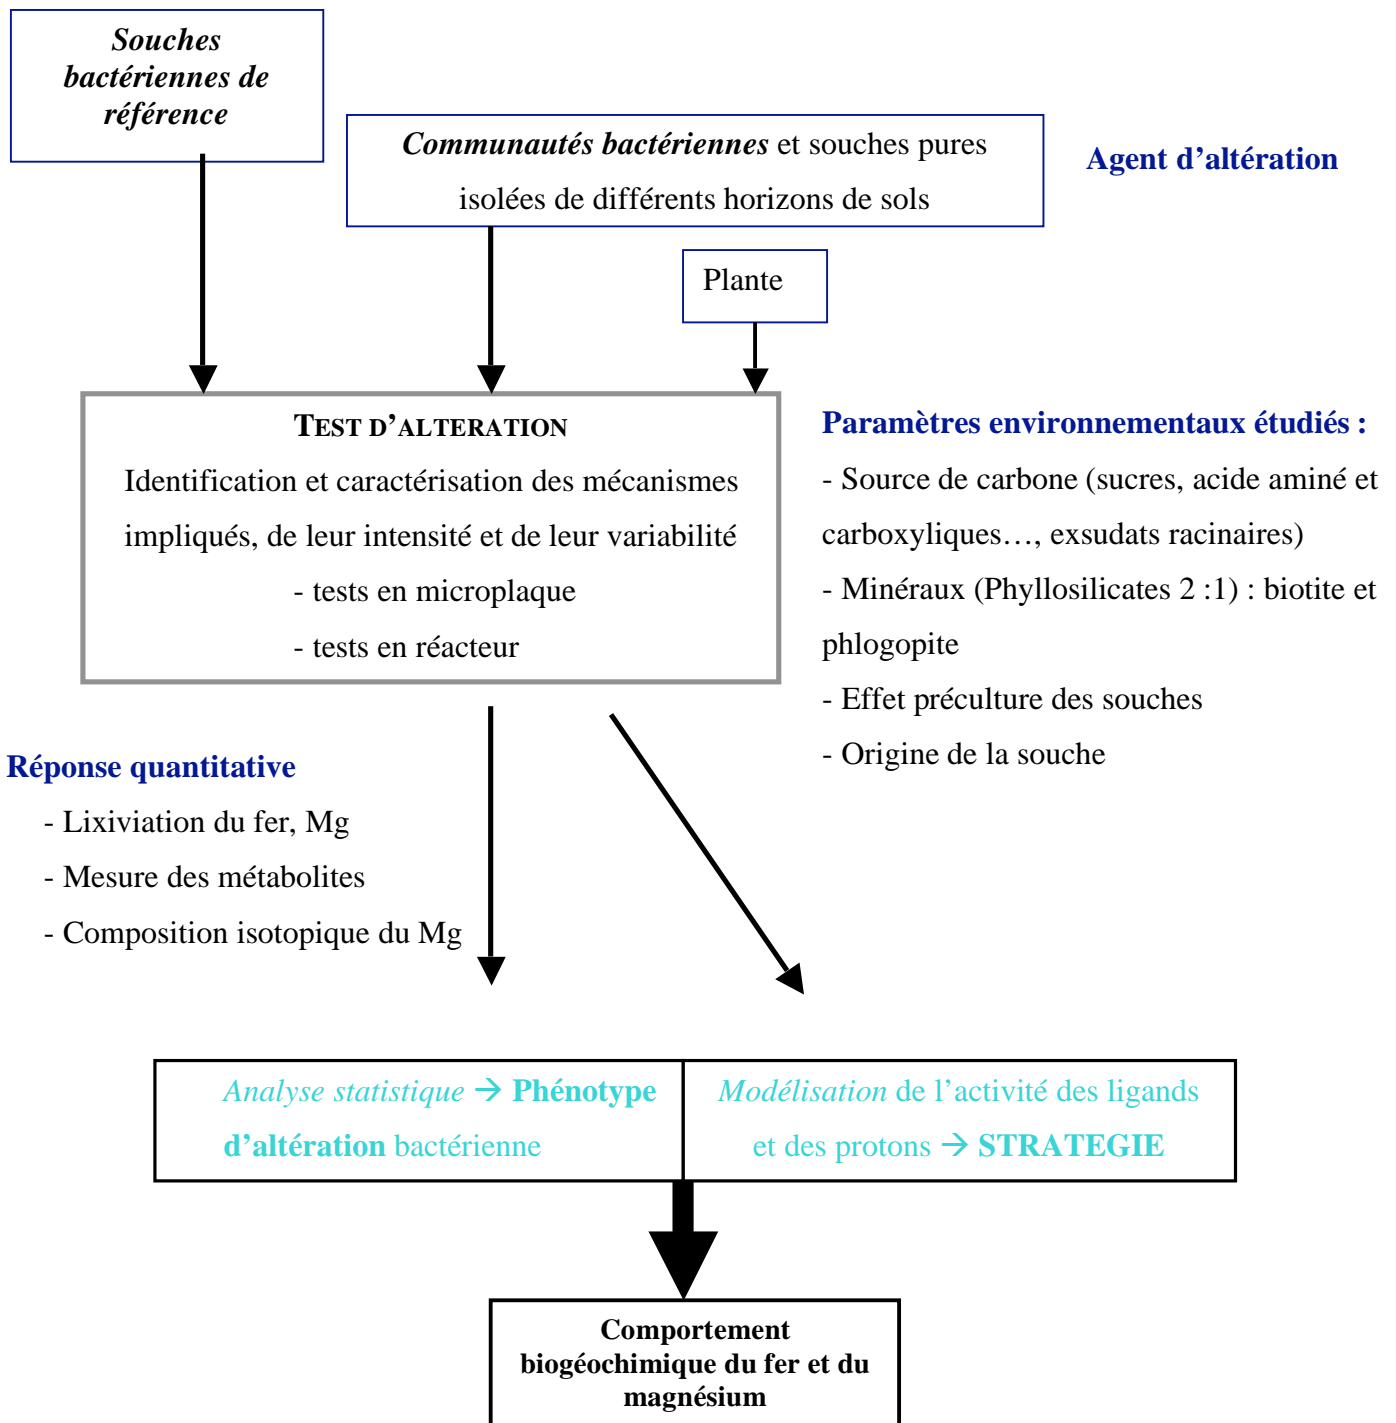 Souches
bactériennes de
référence
Communautés bactériennes et souches pures
isolées de différents horizons de sols
Agent d’altération
Plante
TEST D’ALTERATION
Identification et caractérisation des mécanismes
impliqués, de leur intensité et de leur variabilité
- tests en microplaque
- tests en réacteur
Paramètres environnementaux étudiés :
- Source de carbone (sucres, acide aminé et
carboxyliques…, exsudats racinaires)
- Minéraux (Phyllosilicates 2 :1) : biotite et
phlogopite
- Effet préculture des souches
- Origine de la souche
Réponse quantitative
- Lixiviation du fer, Mg
- Mesure des métabolites
- Composition isotopique du Mg
Analyse statistique → Phénotype
d’altération bactérienne
Modélisation de l’activité des ligands
et des protons → STRATEGIE
Comportement
biogéochimique du fer et du
magnésium